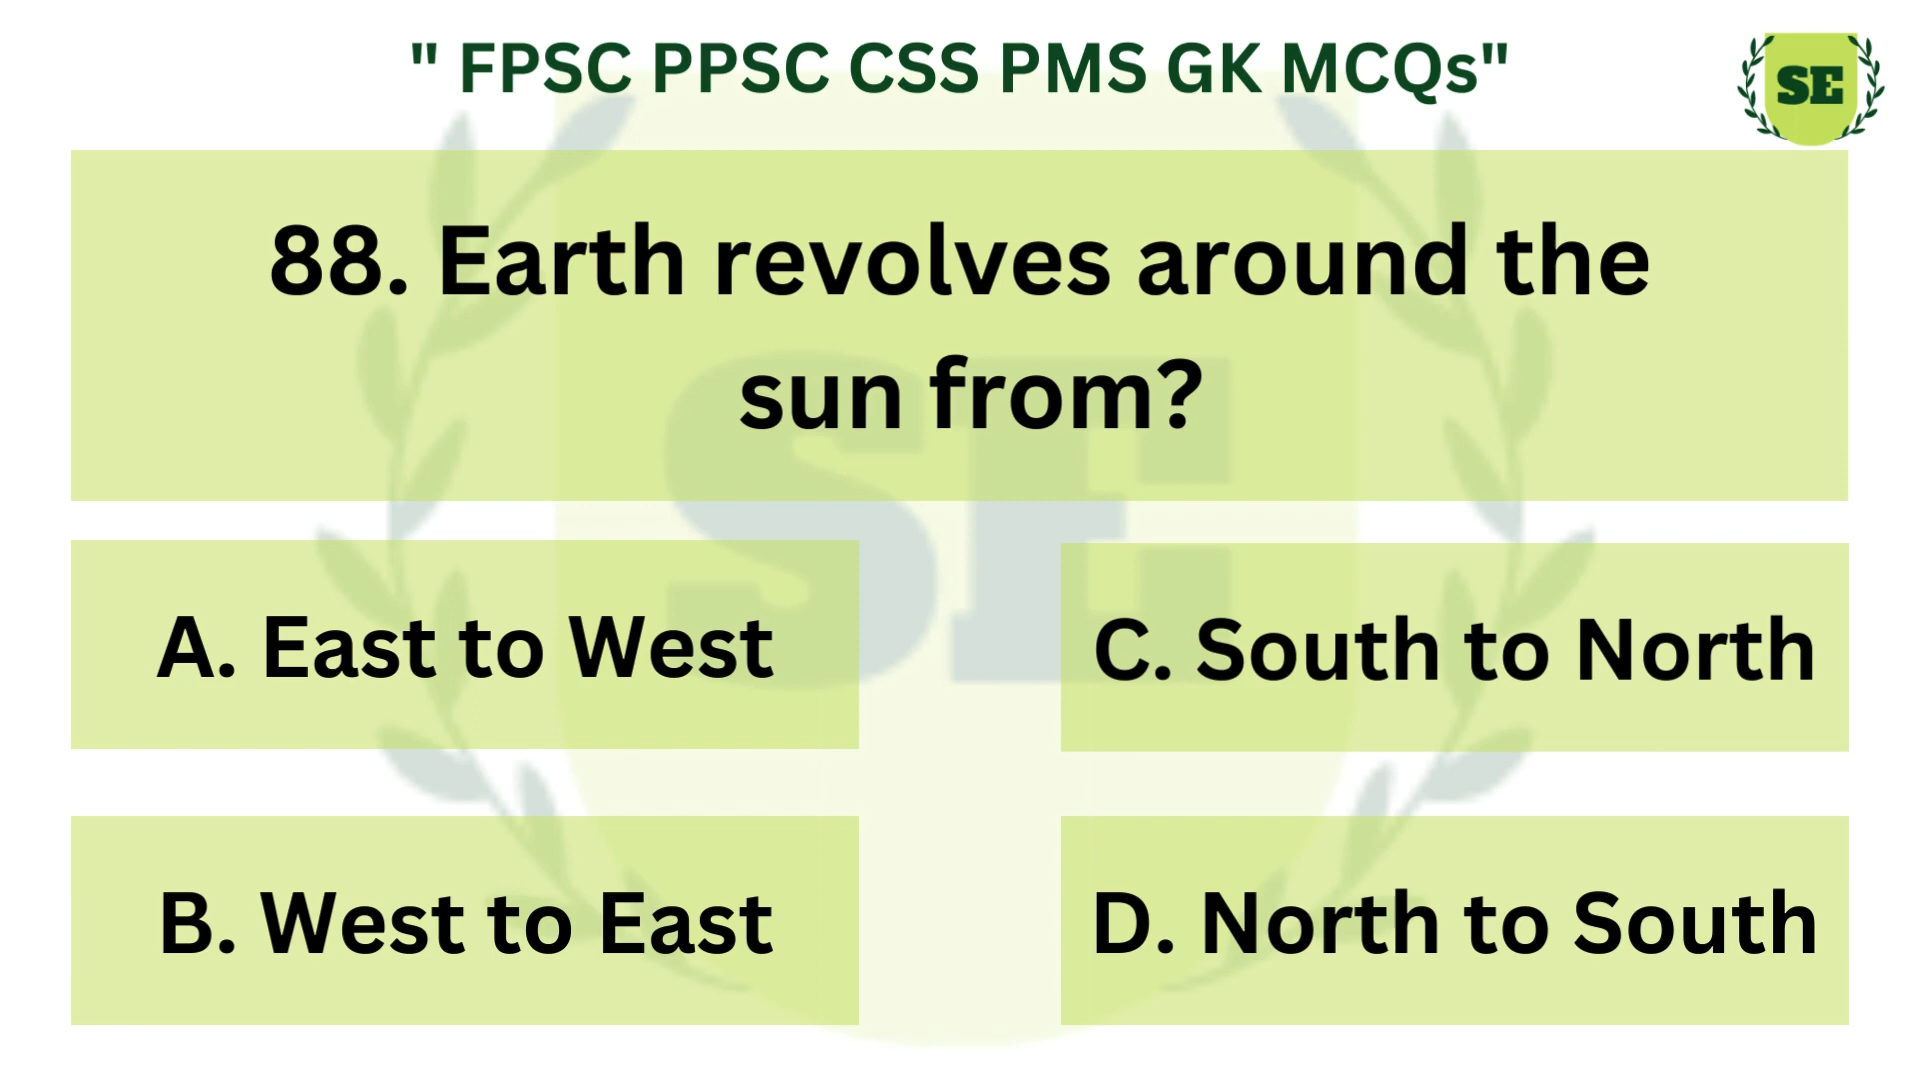 " FPSC PPSC CSS PMS GK MCQs"
SE
88. Earth revolves around the
sun from?
SE
A. East to West
C. South to North
B. West to East
D. North to South